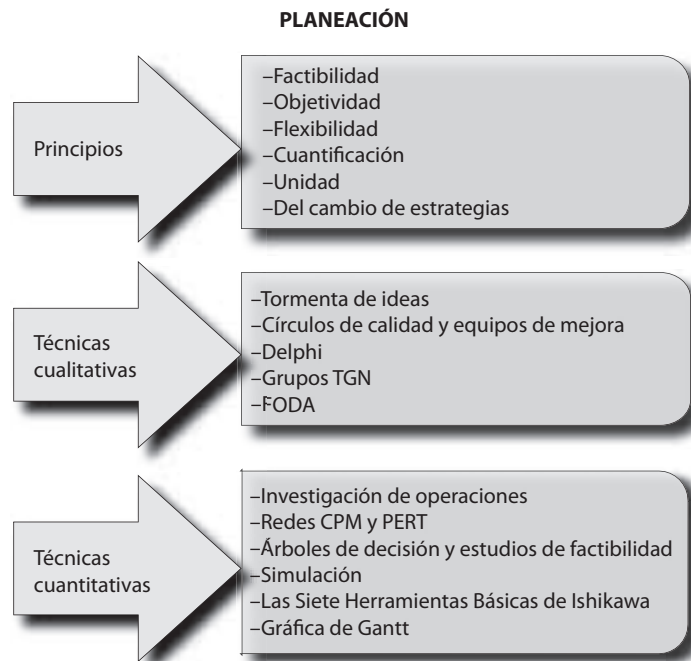 PLANEACIÓN
Principios
–Factibilidad
–Objetividad
–Flexibilidad
–Cuantificación
–Unidad
–Del cambio de estrategias
Técnicas
cualitativas
–Tormenta de ideas
–Círculos de calidad y equipos de mejora
–Delphi
–Grupos TGN
–FODA
Técnicas
cuantitativas
–Investigación de operaciones
–Redes CPM y PERT
–Árboles de decisión y estudios de factibilidad
–Simulación
–Las Siete Herramientas Básicas de Ishikawa
–Gráfica de Gantt